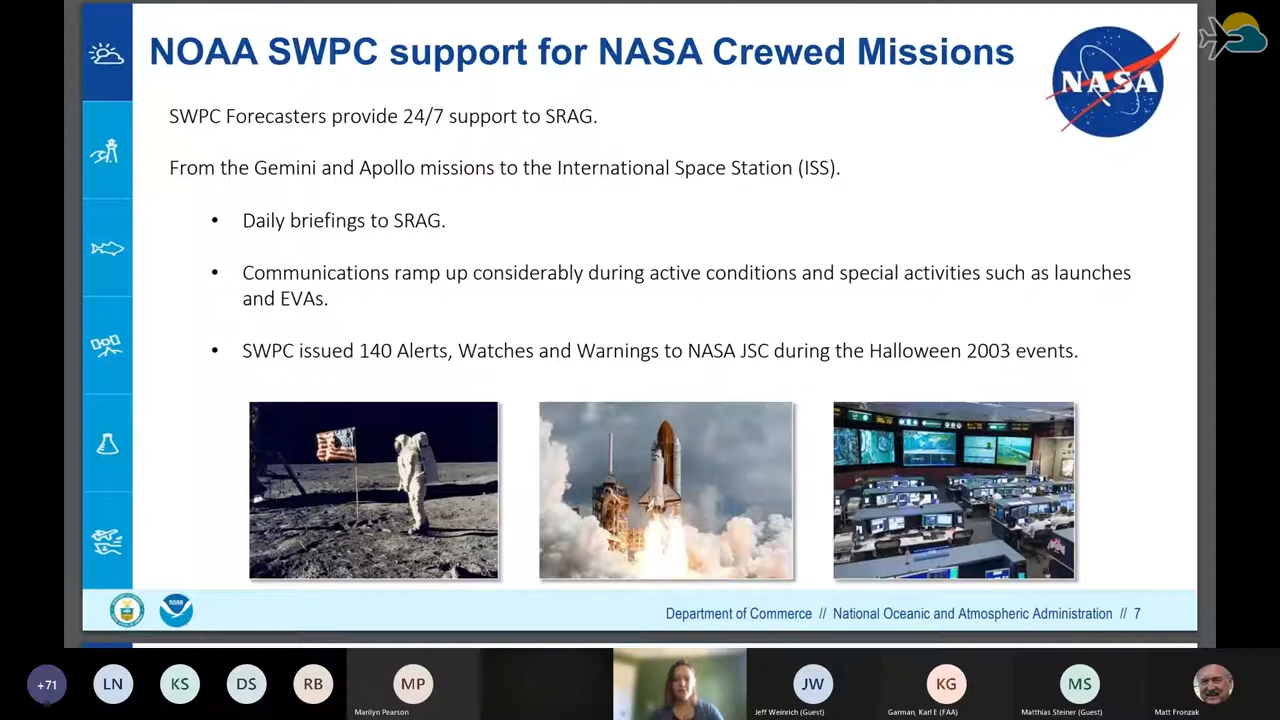 NOAA SWPC support for NASA Crewed Missions
NASA
SWPC Forecasters provide 24/7 support to SRAG.
From the Gemini and Apollo missions to the International Space Station (ISS).
• Daily briefings to SRAG.
• Communications ramp up considerably during active conditions and special activities such as launches
and EVAs.
• SWPC issued 140 Alerts, Watches and Warnings to NASA JSC during the Halloween 2003 events.
NOAA
Department of Commerce // National Oceanic and Atmospheric Administration // 7
+71
LN
KS
DS
RB
MP
JW
KG
MS
Marilyn Pearson
Jeff Weinrich (Guest)
Garman, Karl E (FAA)
Matthias Steiner (Guest)
Matt Fronzak